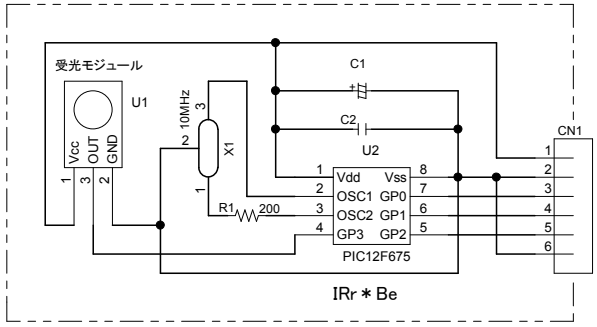 受光モジュール
U1
Vcc
OUT
GND
1
3
2
10MHz
3
2
1
X1
R1
200
C1
+
C2
U2
1 Vdd Vss 8
2 OSC1 GP0 7
3 OSC2 GP1 6
4 GP3 GP2 5
PIC12F675
CN1
1
2
3
4
5
6
IRr * Be